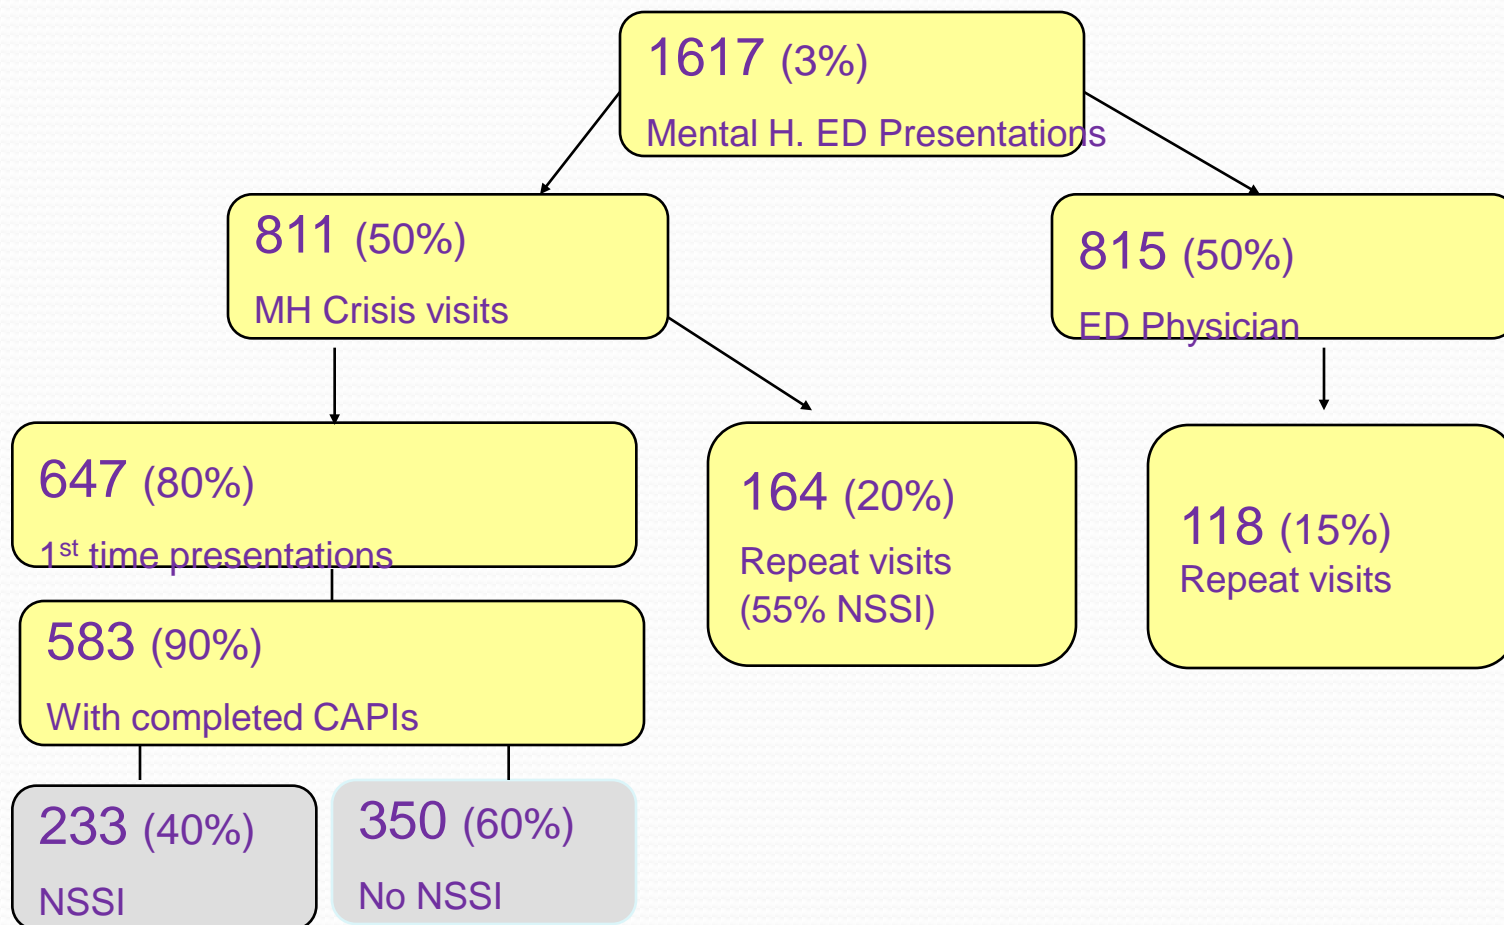 1617 (3%)
Mental H. ED Presentations
811 (50%)
MH Crisis visits
815 (50%)
ED Physician
647 (80%)
1st time presentations
164 (20%)
Repeat visits
(55% NSSI)
118 (15%)
Repeat visits
583 (90%)
With completed CAPIs
233 (40%)
NSSI
350 (60%)
No NSSI